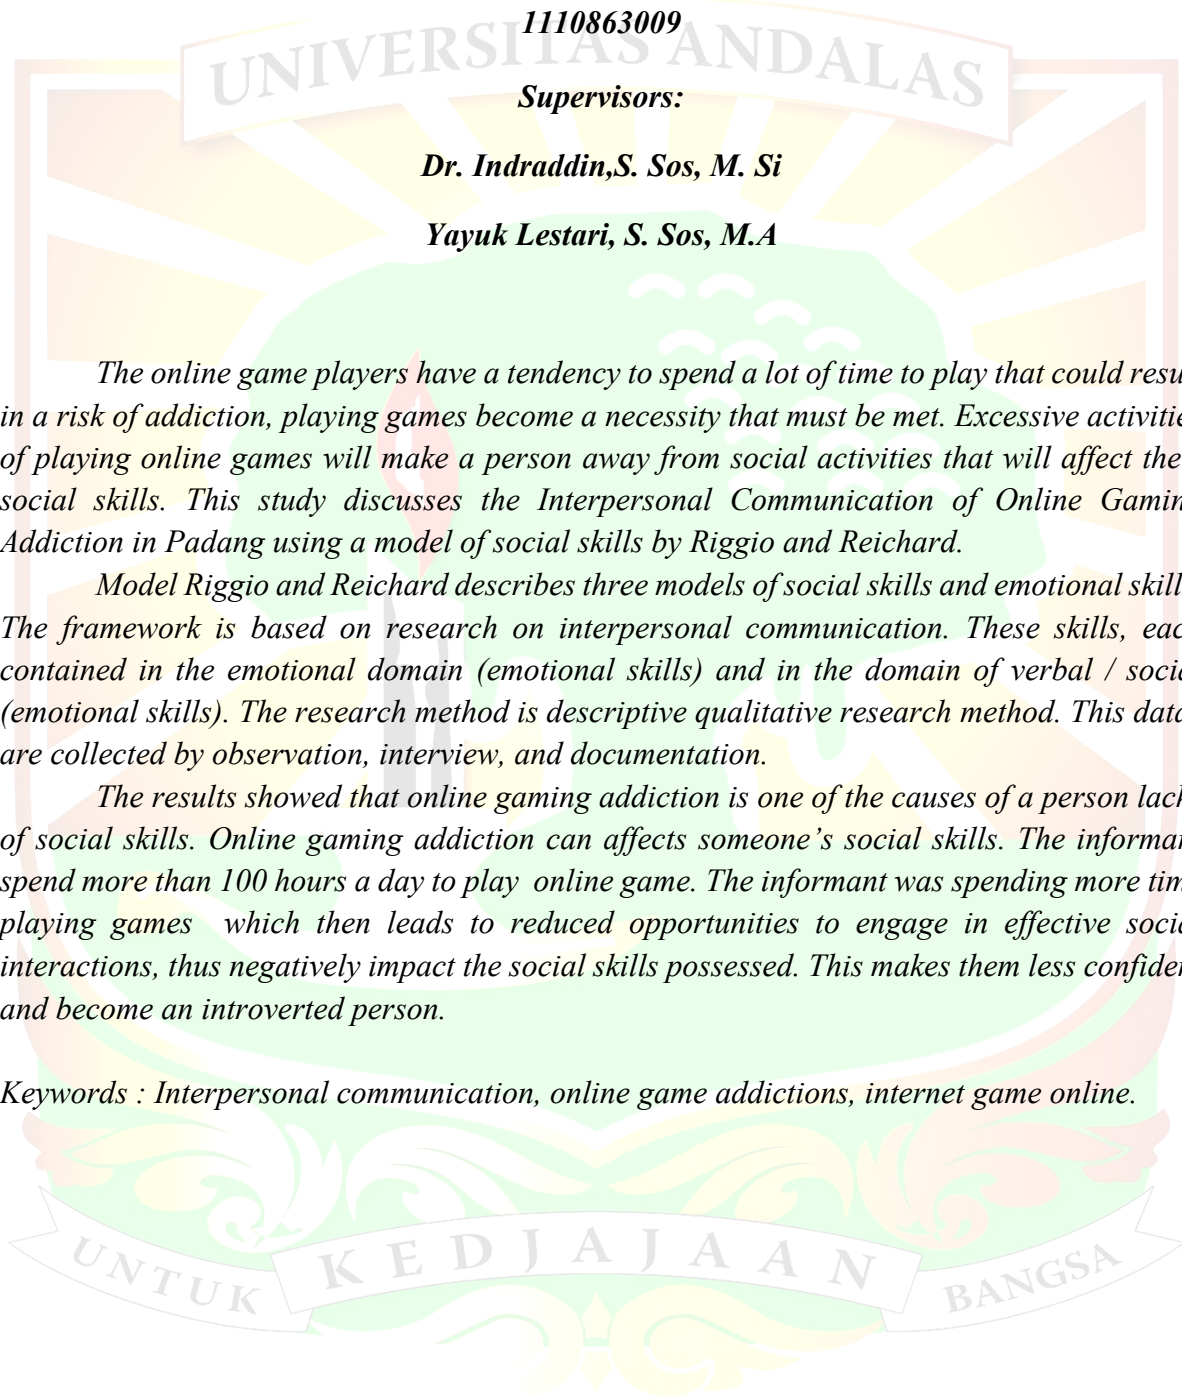 1110863009
UNIVERSITAS ANDALAS
Supervisors:
Dr. Indraddin,S. Sos, M. Si
Yayuk Lestari, S. Sos, M.A
The online game players have a tendency to spend a lot of time to play that could resu
in a risk of addiction, playing games become a necessity that must be met. Excessive activitie
of playing online games will make a person away from social activities that will affect the
social skills. This study discusses the Interpersonal Communication of Online Gamin
Addiction in Padang using a model of social skills by Riggio and Reichard.
Model Riggio and Reichard describes three models of social skills and emotional skill
The framework is based on research on interpersonal communication. These skills, eac
contained in the emotional domain (emotional skills) and in the domain of verbal / socia
(emotional skills). The research method is descriptive qualitative research method. This data
are collected by observation, interview, and documentation.
The results showed that online gaming addiction is one of the causes of a person lack
of social skills. Online gaming addiction can affects someone’s social skills. The informan
spend more than 100 hours a day to play online game. The informant was spending more tim
playing games which then leads to reduced opportunities to engage in effective socia
interactions, thus negatively impact the social skills possessed. This makes them less confiden
and become an introverted person.
Keywords : Interpersonal communication, online game addictions, internet game online.
UNTUK KEDJAJAAN BANGSA